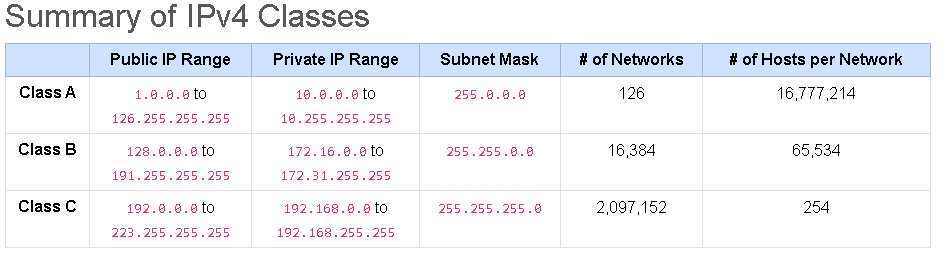 Summary of IPv4 Classes
Public IP Range Private IP Range Subnet Mask # of Networks # of Hosts per Network
Class A 1.0.0.0 to 10.0.0.0 to 255.0.0.0 126 16,777,214
126.255.255.255 10.255.255.255
Class B 128.0.0.0 to 172.16.0.0 to 255.255.0.0 16,384 65,534
191.255.255.255 172.31.255.255
Class C 192.0.0.0 to 192.168.0.0 to 255.255.255.0 2,097,152 254
223.255.255.255 192.168.255.255